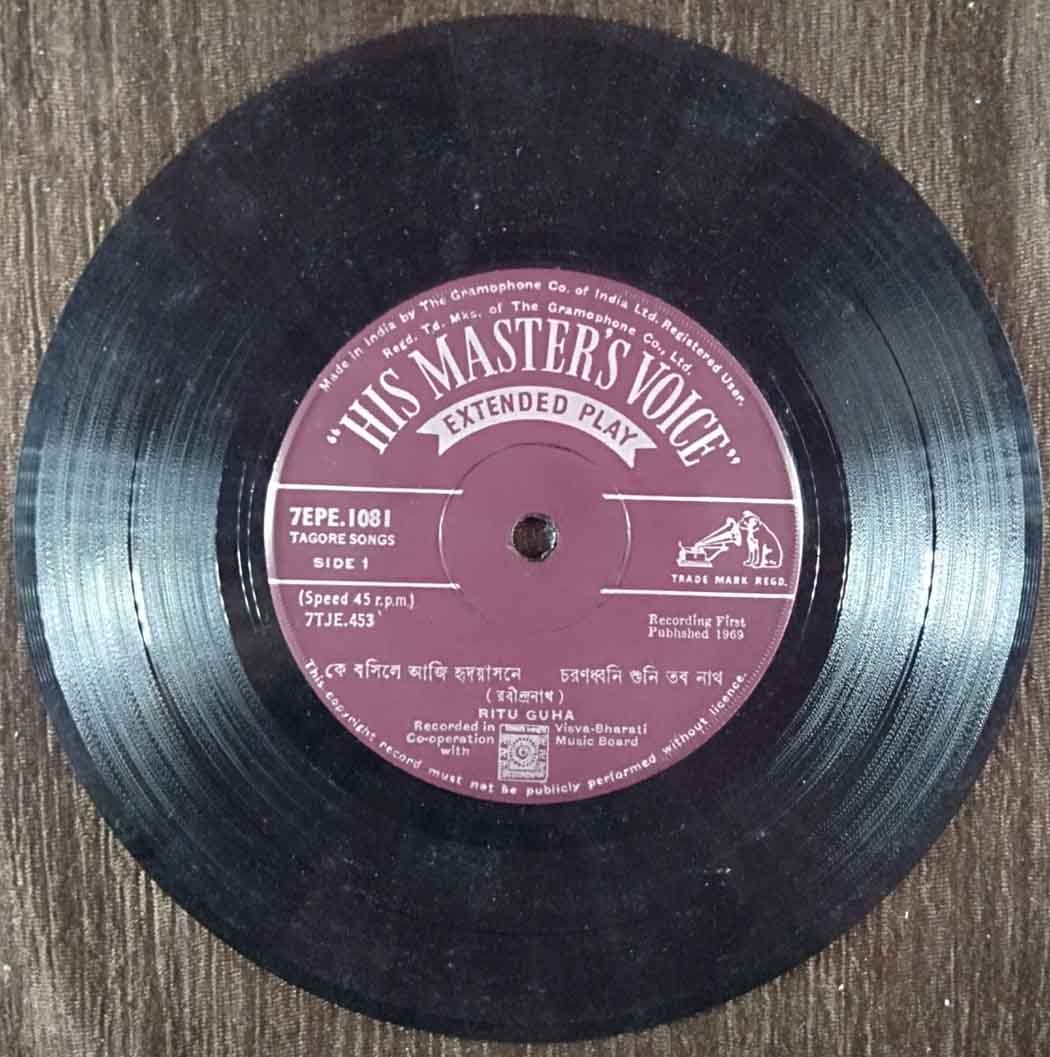 Made in India by The Gramophone Co. of India Ltd. Registered User.
Regd. Td. Mks. of The Gramophone Co., Ltd.
"HIS MASTER'S VOICE"
EXTENDED PLAY
7EPE.1081
TAGORE SONGS
SIDE 1
TRADE MARK REGD.
(Speed 45 r.p.m.)
7TJE.453
Recording First
Published 1969
কে বসিলে আজি হৃদয়াসনে চরণধ্বনি শুনি তব নাথ
(রবীন্দ্রনাথ)
RITU GUHA
Recorded in Visva-Bharati
Co-operation Music Board
with
This copyright record must not be publicly performed without licence.